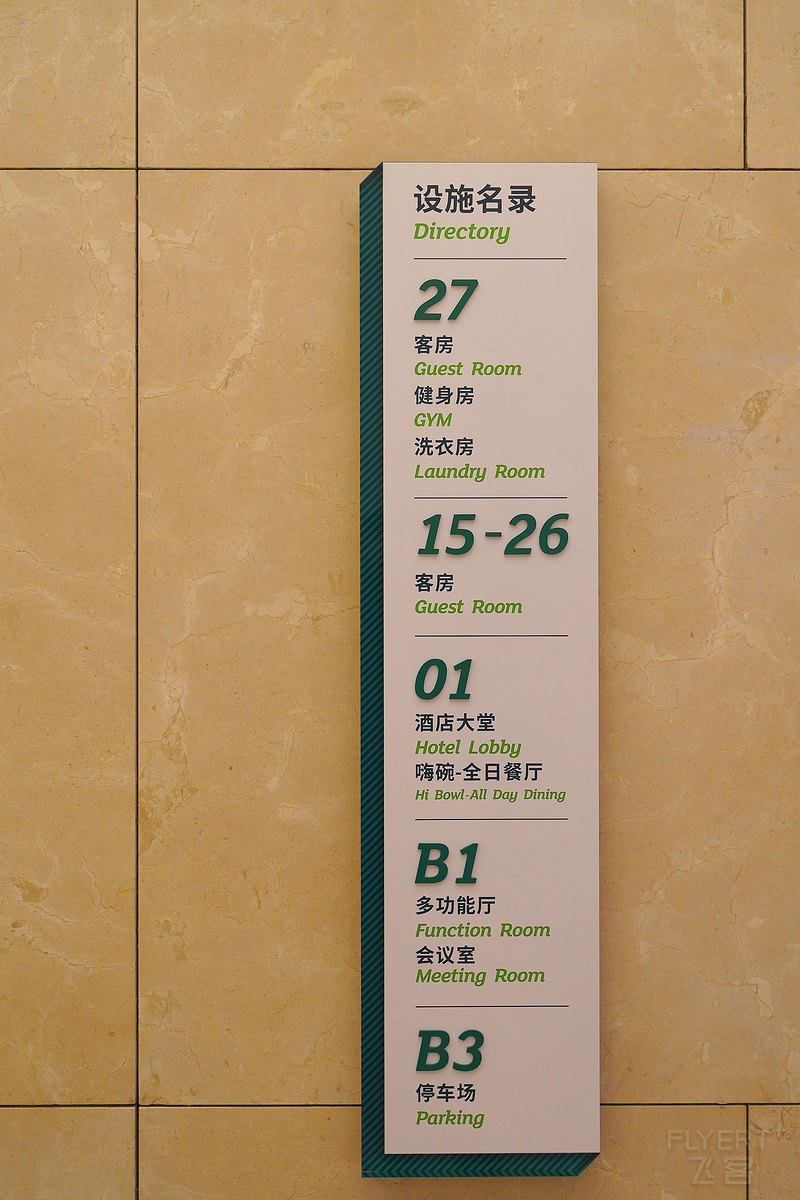 设施名录
Directory
27
客房
Guest Room
健身房
GYM
洗衣房
Laundry Room
15-26
客房
Guest Room
01
酒店大堂
Hotel Lobby
嗨碗-全日餐厅
Hi Bowl-All Day Dining
B1
多功能厅
Function Room
会议室
Meeting Room
B3
停车场
Parking
FLYERT
飞客